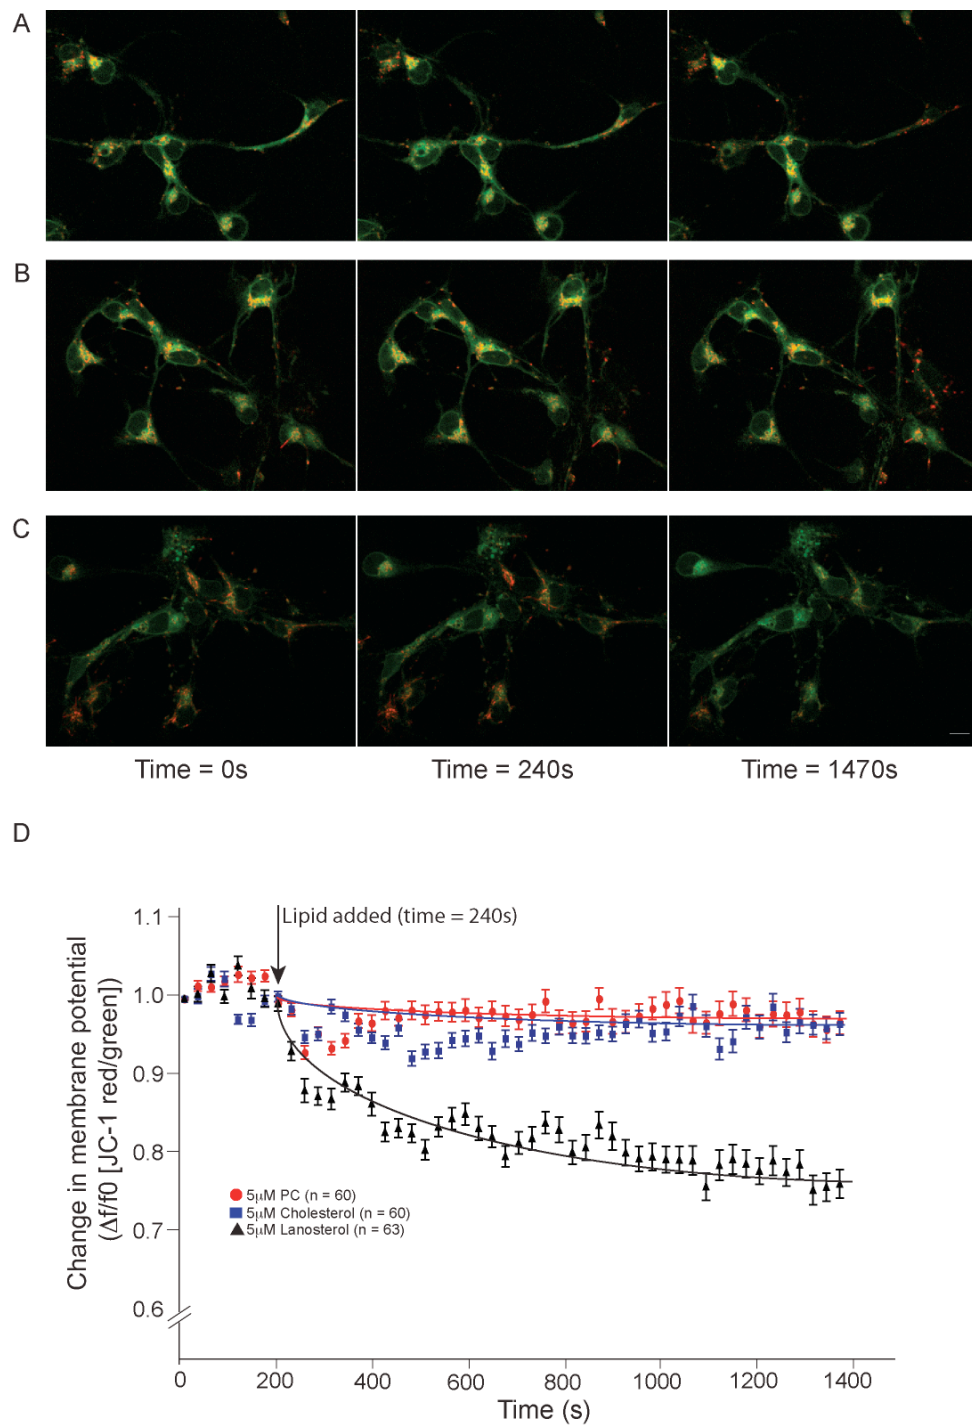 A
B
C
Time = 0s
Time = 240s
Time = 1470s
D
Lipid added (time = 240s)
Change in membrane potential
(Δf/f0 [JC-1 red/green])
1.1
1.0
0.9
0.8
0.7
0.6
5µM PC (n = 60)
5µM Cholesterol (n = 60)
5µM Lanosterol (n = 63)
0
200
400
600
800
1000
1200
1400
Time (s)